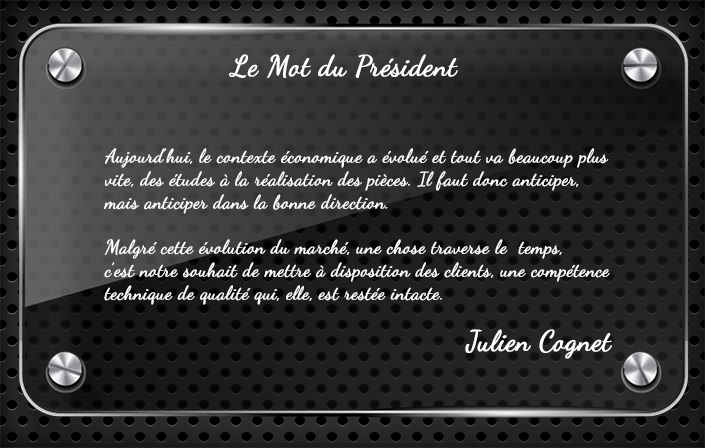 Le Mot du Président
Aujourd'hui, le contexte économique a évolué et tout va beaucoup plus
vite, des études à la réalisation des pièces. Il faut donc anticiper,
mais anticiper dans la bonne direction.
Malgré cette évolution du marché, une chose traverse le  temps,
c'est notre souhait de mettre à disposition des clients, une compétence
technique de qualité qui, elle, est restée intacte.
Julien Cognet